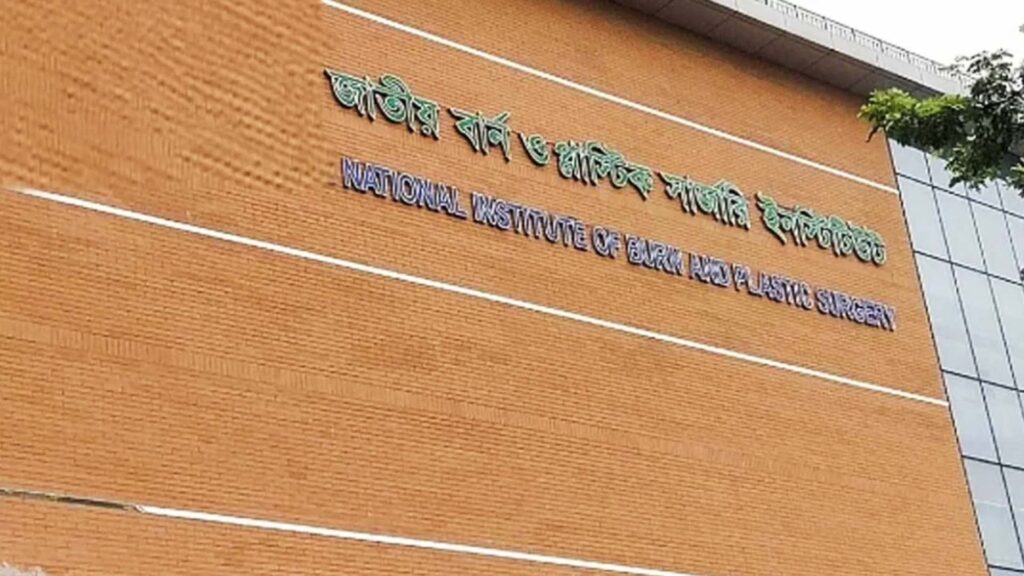 জাতীয় বার্ন ও প্লাস্টিক সার্জারি ইনস্টিটিউট
NATIONAL INSTITUTE OF BURN AND PLASTIC SURGERY